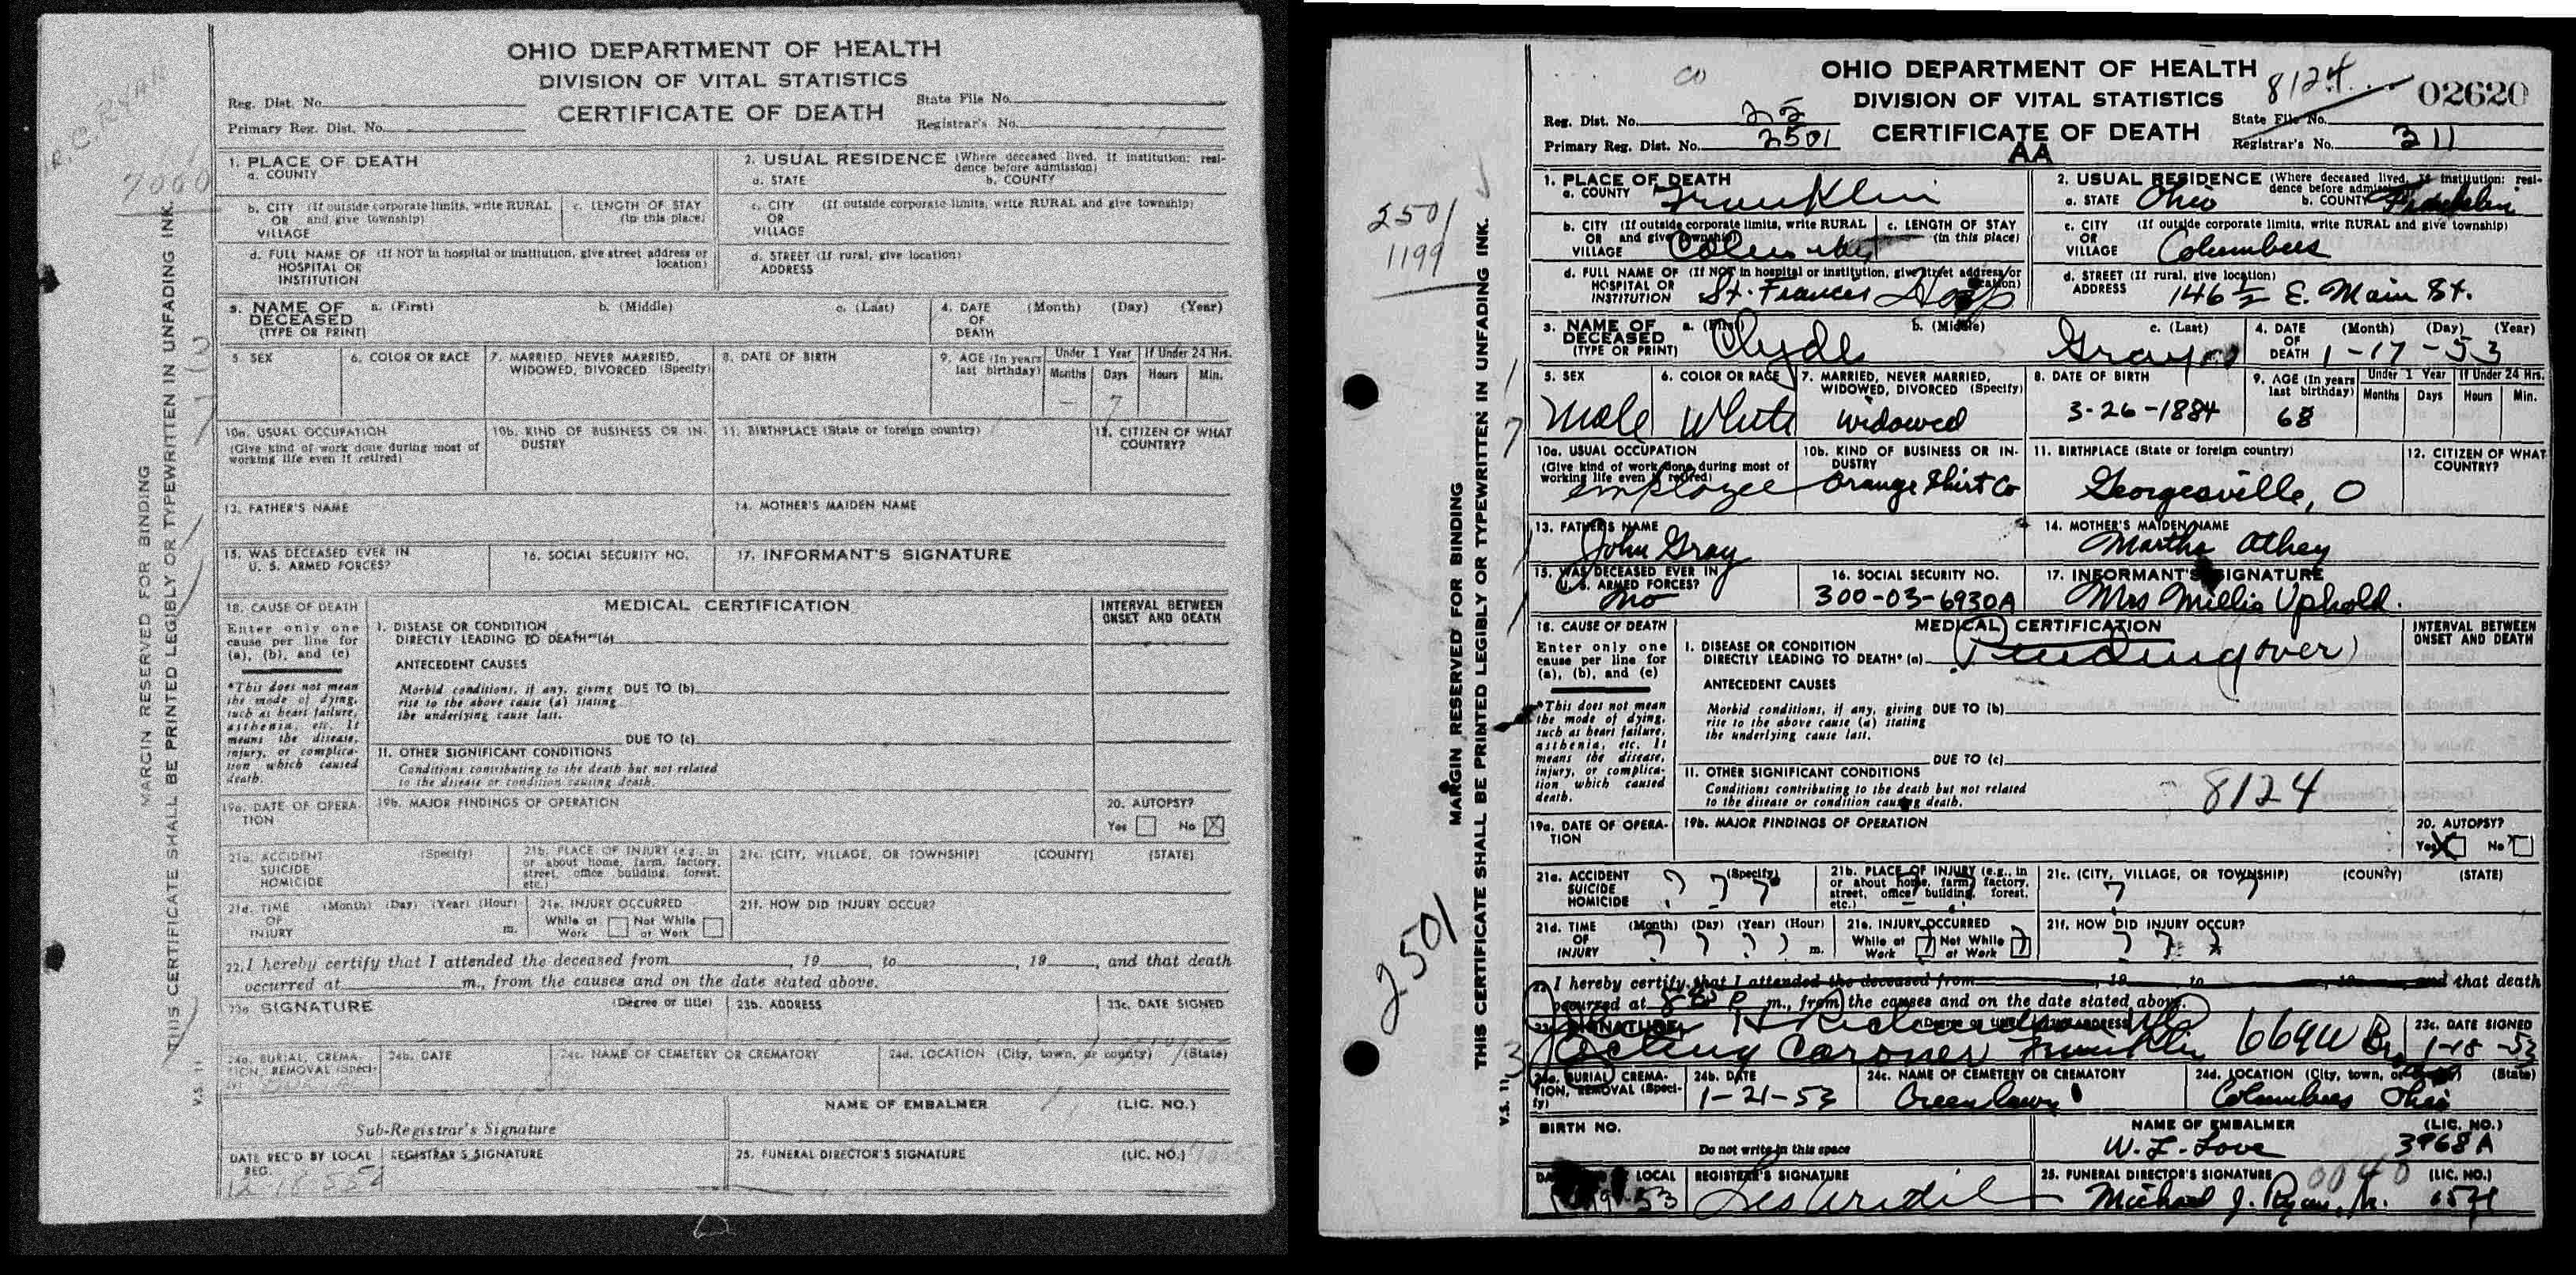 OHIO DEPARTMENT OF HEALTH
DIVISION OF VITAL STATISTICS
CERTIFICATE OF DEATH
Reg. Dist. No.
Primary Reg. Dist. No.
State File No.
Registrar's No.
7000
1. PLACE OF DEATH
a. COUNTY
2. USUAL RESIDENCE (Where deceased lived. If institution: resi-
dence before admission)
a. STATE b. COUNTY
b. CITY (If outside corporate limits, write RURAL
OR and give township)
VILLAGE
c. LENGTH OF STAY
(in this place)
c. CITY (If outside corporate limits, write RURAL and give township)
OR
VILLAGE
d. FULL NAME OF (If NOT in hospital or institution, give street address or
HOSPITAL OR location)
INSTITUTION
d. STREET (If rural, give location)
ADDRESS
3. NAME OF a. (First) b. (Middle) c. (Last)
DECEASED
(TYPE OR PRINT)
4. DATE (Month) (Day) (Year)
OF
DEATH
5. SEX
6. COLOR OR RACE
7. MARRIED, NEVER MARRIED,
WIDOWED, DIVORCED (Specify)
8. DATE OF BIRTH
9. AGE (In years
last birthday)
Under 1 Year If Under 24 Hrs.
Months Days Hours Min.
– 7
10a. USUAL OCCUPATION
(Give kind of work done during most of
working life even if retired)
10b. KIND OF BUSINESS OR IN-
DUSTRY
11. BIRTHPLACE (State or foreign country)
12. CITIZEN OF WHAT
COUNTRY?
13. FATHER'S NAME
14. MOTHER'S MAIDEN NAME
15. WAS DECEASED EVER IN
U. S. ARMED FORCES?
16. SOCIAL SECURITY NO.
17. INFORMANT'S SIGNATURE
18. CAUSE OF DEATH
Enter only one
cause per line for
(a), (b), and (c)
*This does not mean
the mode of dying,
such as heart failure,
asthenia, etc. It
means the disease,
injury, or complica-
tion which caused
death.
MEDICAL CERTIFICATION
I. DISEASE OR CONDITION
DIRECTLY LEADING TO DEATH* (a)
ANTECEDENT CAUSES
Morbid conditions, if any, giving DUE TO (b)
rise to the above cause (a) stating
the underlying cause last.
DUE TO (c)
II. OTHER SIGNIFICANT CONDITIONS
Conditions contributing to the death but not related
to the disease or condition causing death.
INTERVAL BETWEEN
ONSET AND DEATH
19a. DATE OF OPERA-
TION
19b. MAJOR FINDINGS OF OPERATION
20. AUTOPSY?
Yes No X
21a. ACCIDENT (Specify)
SUICIDE
HOMICIDE
21b. PLACE OF INJURY (e.g., in
or about home, farm, factory,
street, office building, forest,
etc.)
21c. (CITY, VILLAGE, OR TOWNSHIP) (COUNTY) (STATE)
21d. TIME (Month) (Day) (Year) (Hour)
OF
INJURY m.
21e. INJURY OCCURRED
While at Not While
Work at Work
21f. HOW DID INJURY OCCUR?
22. I hereby certify that I attended the deceased from , 19 , to , 19 , and that death
occurred at m., from the causes and on the date stated above.
23a. SIGNATURE (Degree or title)
23b. ADDRESS
23c. DATE SIGNED
24a. BURIAL, CREMA-
TION, REMOVAL (Speci-
fy)
24b. DATE
24c. NAME OF CEMETERY OR CREMATORY
24d. LOCATION (City, town, or county) (State)
NAME OF EMBALMER (LIC. NO.)
Sub-Registrar's Signature
DATE REC'D BY LOCAL
REG.
REGISTRAR'S SIGNATURE
25. FUNERAL DIRECTOR'S SIGNATURE (LIC. NO.)
MARGIN RESERVED FOR BINDING
THIS CERTIFICATE SHALL BE PRINTED LEGIBLY OR TYPEWRITTEN IN UNFADING INK.
V.S. 11
OHIO DEPARTMENT OF HEALTH
DIVISION OF VITAL STATISTICS
CERTIFICATE OF DEATH
AA
Reg. Dist. No. 25
Primary Reg. Dist. No. 2501
8124
02620
State File No.
Registrar's No. 311
2501
1199
1. PLACE OF DEATH
a. COUNTY Franklin
2. USUAL RESIDENCE (Where deceased lived. If institution: resi-
dence before admission)
a. STATE Ohio b. COUNTY Franklin
b. CITY (If outside corporate limits, write RURAL
OR and give township)
VILLAGE Columbus
c. LENGTH OF STAY
(in this place)
c. CITY (If outside corporate limits, write RURAL and give township)
OR
VILLAGE Columbus
d. FULL NAME OF (If NOT in hospital or institution, give street address or
HOSPITAL OR location)
INSTITUTION St. Frances Hosp
d. STREET (If rural, give location)
ADDRESS 146 1/2 E. Main St.
3. NAME OF a. (First) b. (Middle) c. (Last)
DECEASED
(TYPE OR PRINT) Clyde Gray
4. DATE (Month) (Day) (Year)
OF
DEATH 1-17-53
5. SEX
Male
6. COLOR OR RACE
White
7. MARRIED, NEVER MARRIED,
WIDOWED, DIVORCED (Specify)
Widowed
8. DATE OF BIRTH
3-26-1884
9. AGE (In years
last birthday)
68
Under 1 Year If Under 24 Hrs.
Months Days Hours Min.
10a. USUAL OCCUPATION
(Give kind of work done during most of
working life even if retired)
employee
10b. KIND OF BUSINESS OR IN-
DUSTRY
Orange Shirt Co
11. BIRTHPLACE (State or foreign country)
Georgesville, O
12. CITIZEN OF WHAT
COUNTRY?
13. FATHER'S NAME
John Gray
14. MOTHER'S MAIDEN NAME
Martha Athey
15. WAS DECEASED EVER IN
U. S. ARMED FORCES?
No
16. SOCIAL SECURITY NO.
300-03-6930A
17. INFORMANT'S SIGNATURE
Mrs Millie Uphold.
18. CAUSE OF DEATH
Enter only one
cause per line for
(a), (b), and (c)
*This does not mean
the mode of dying,
such as heart failure,
asthenia, etc. It
means the disease,
injury, or complica-
tion which caused
death.
MEDICAL CERTIFICATION
I. DISEASE OR CONDITION
DIRECTLY LEADING TO DEATH* (a) Pending (over)
ANTECEDENT CAUSES
Morbid conditions, if any, giving DUE TO (b)
rise to the above cause (a) stating
the underlying cause last.
DUE TO (c)
II. OTHER SIGNIFICANT CONDITIONS
Conditions contributing to the death but not related
to the disease or condition causing death.
8124
INTERVAL BETWEEN
ONSET AND DEATH
19a. DATE OF OPERA-
TION
19b. MAJOR FINDINGS OF OPERATION
20. AUTOPSY?
Yes X No
21a. ACCIDENT (Specify)
SUICIDE ? ? ?
HOMICIDE
21b. PLACE OF INJURY (e.g., in
or about home, farm, factory,
street, office building, forest,
etc.)
21c. (CITY, VILLAGE, OR TOWNSHIP) (COUNTY) (STATE)
? ?
21d. TIME (Month) (Day) (Year) (Hour)
OF ? ? ? ?
INJURY m.
21e. INJURY OCCURRED
While at ? Not While ?
Work at Work
21f. HOW DID INJURY OCCUR?
? ? ?
22. I hereby certify that I attended the deceased from , 19 , to , 19 , and that death
occurred at m., from the causes and on the date stated above.
23a. SIGNATURE (Degree or title) 23b. ADDRESS
Acting Coroner Franklin
23c. DATE SIGNED
1-18-53
24a. BURIAL, CREMA-
TION, REMOVAL (Speci-
fy)
24b. DATE
1-21-53
24c. NAME OF CEMETERY OR CREMATORY
Greenlawn
24d. LOCATION (City, town, or county) (State)
Columbus Ohio
BIRTH NO.
Do not write in this space
NAME OF EMBALMER (LIC. NO.)
W. L. Love 3968A
LOCAL
53
REGISTRAR'S SIGNATURE
25. FUNERAL DIRECTOR'S SIGNATURE (LIC. NO.)
0040
Michael J. Ryan, Jr.
MARGIN RESERVED FOR BINDING
THIS CERTIFICATE SHALL BE PRINTED LEGIBLY OR TYPEWRITTEN IN UNFADING INK.
2501
V.S. 11